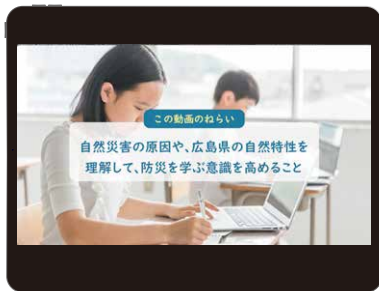 この動画のねらい
自然災害の原因や、広島県の自然特性を
理解して、防災を学ぶ意識を高めること